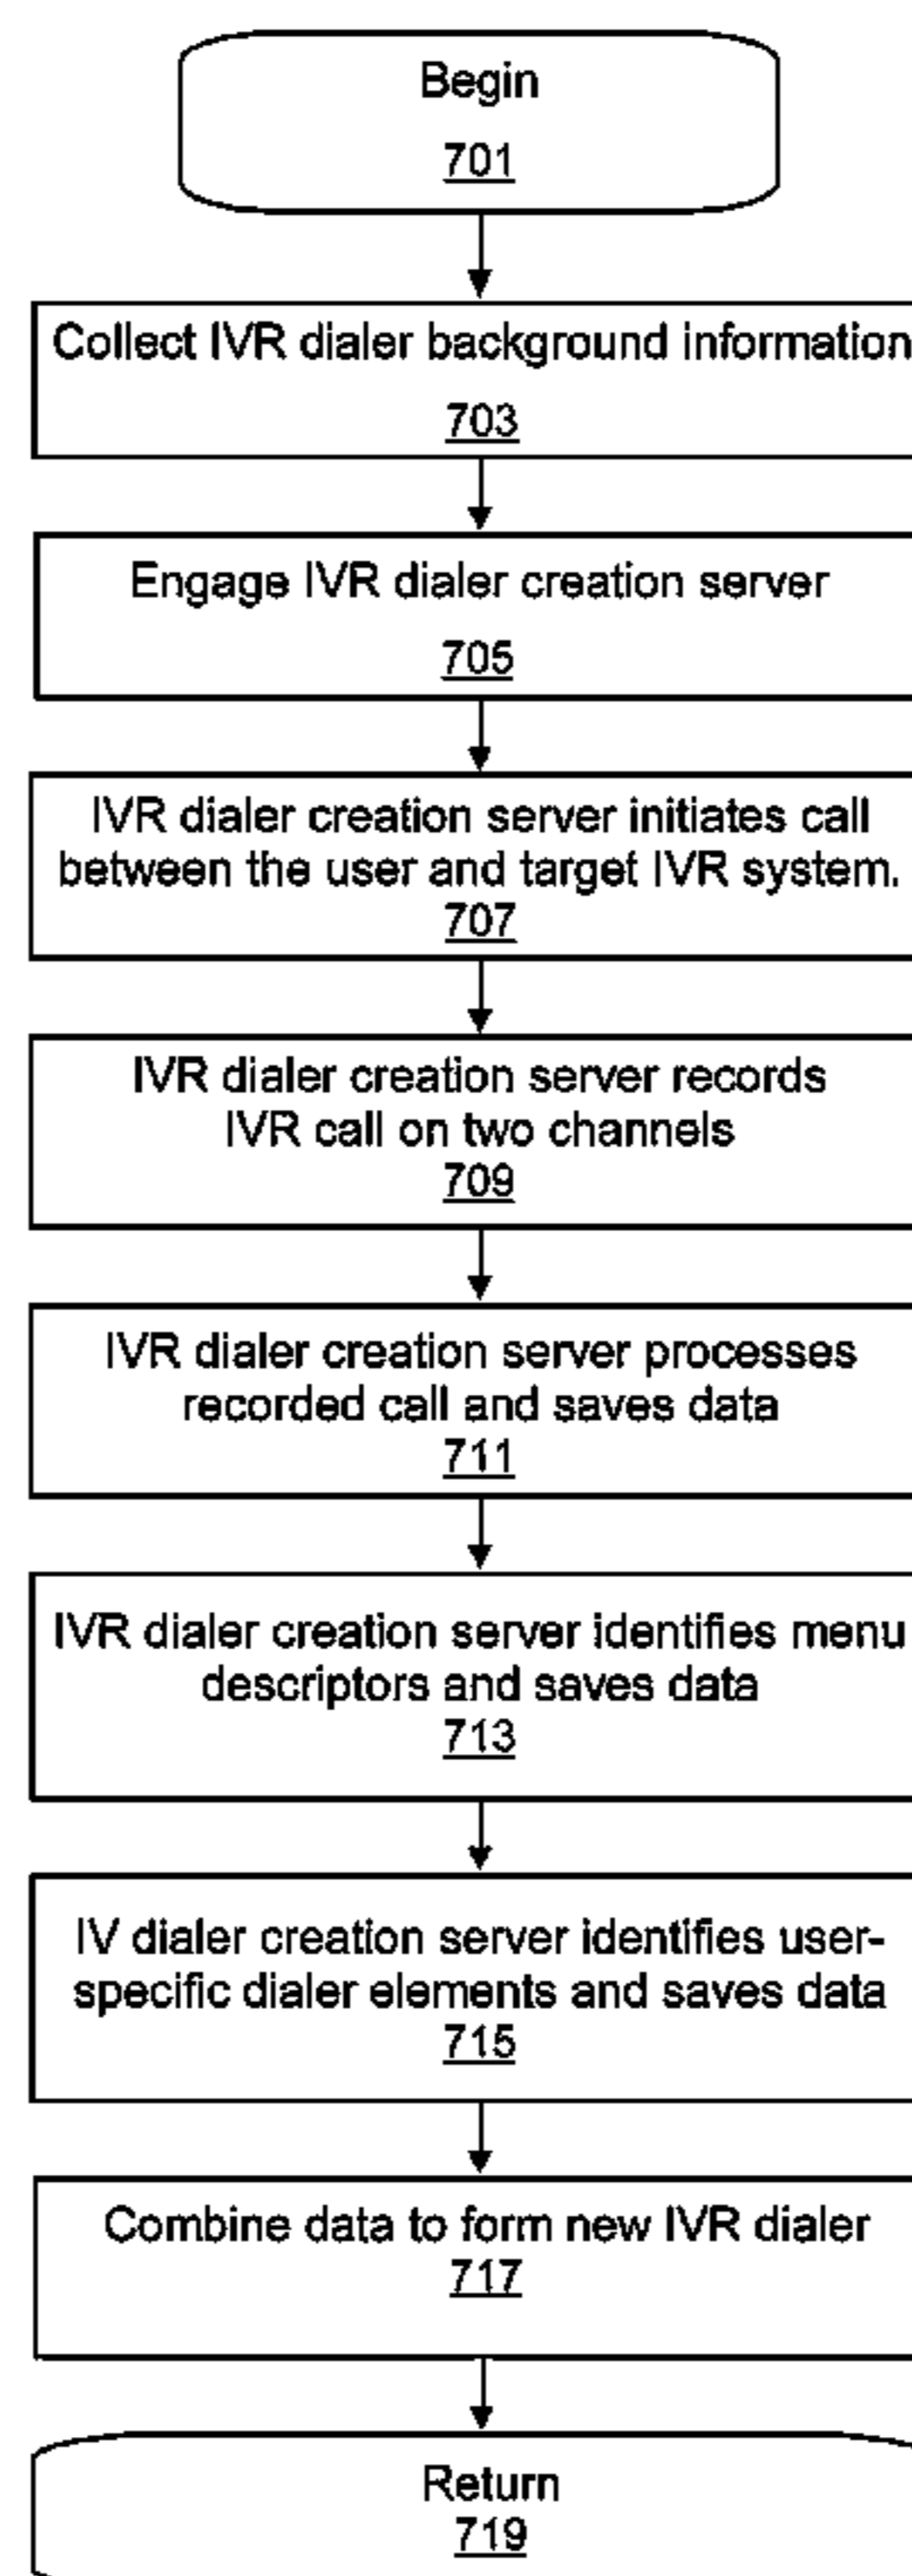 Begin
701
Collect IVR dialer background information
703
Engage IVR dialer creation server
705
IVR dialer creation server initiates call
between the user and target IVR system.
707
IVR dialer creation server records
IVR call on two channels
709
IVR dialer creation server processes
recorded call and saves data
711
IVR dialer creation server identifies menu
descriptors and saves data
713
IV dialer creation server identifies user-
specific dialer elements and saves data
715
Combine data to form new IVR dialer
717
Return
719